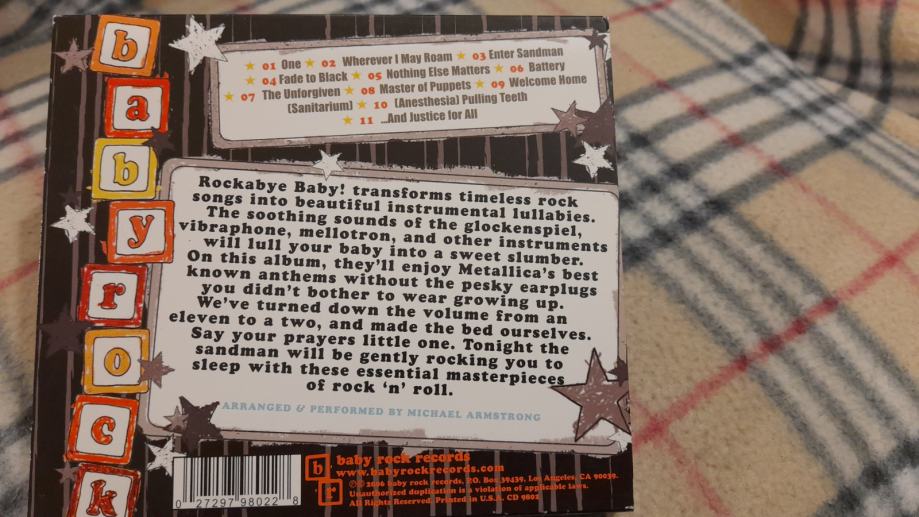 b
a
b
y
r
o
c
k
01 One 02 Wherever I May Roam 03 Enter Sandman
04 Fade to Black 05 Nothing Else Matters 06 Battery
07 The Unforgiven 08 Master of Puppets 09 Welcome Home
(Sanitarium) 10 (Anesthesia) Pulling Teeth
11 ...And Justice for All
Rockabye Baby! transforms timeless rock
songs into beautiful instrumental lullabies.
The soothing sounds of the glockenspiel,
vibraphone, mellotron, and other instruments
will lull your baby into a sweet slumber.
On this album, they'll enjoy Metallica's best
known anthems without the pesky earplugs
you didn't bother to wear growing up.
We've turned down the volume from an
eleven to a two, and made the bed ourselves.
Say your prayers little one. Tonight the
sandman will be gently rocking you to
sleep with these essential masterpieces
of rock 'n' roll.
ARRANGED & PERFORMED BY MICHAEL ARMSTRONG
0 27297 98022 8
b
r
baby rock records
www.babyrockrecords.com
℗© 2006 baby rock records, P.O. Box 39439, Los Angeles, CA 90039.
Unauthorized duplication is a violation of applicable laws.
All Rights Reserved. Printed in U.S.A. CD 9802